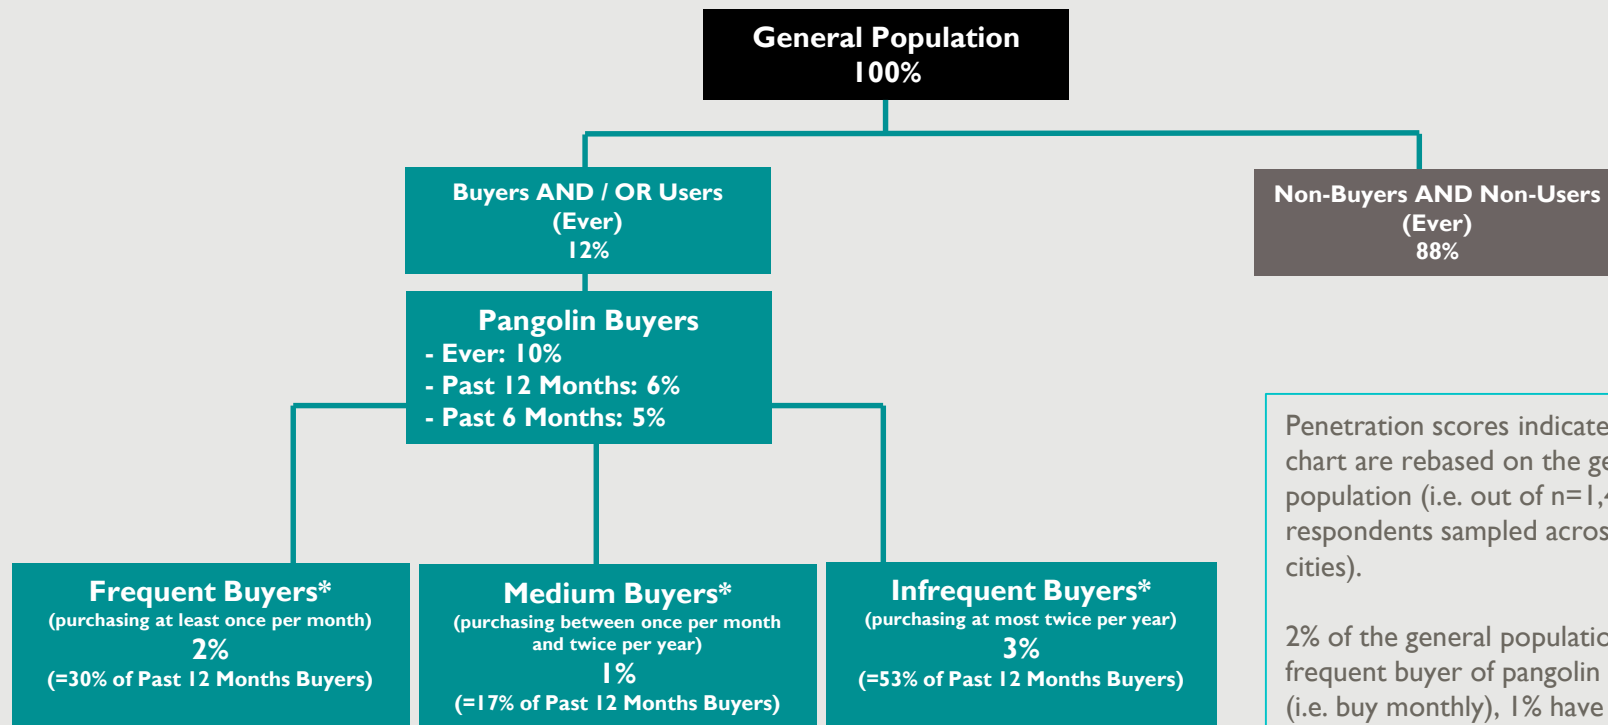 General Population
100%
Buyers AND / OR Users
(Ever)
12%
Non-Buyers AND Non-Users
(Ever)
88%
Pangolin Buyers
- Ever: 10%
- Past 12 Months: 6%
- Past 6 Months: 5%
Frequent Buyers*
(purchasing at least once per month)
2%
(=30% of Past 12 Months Buyers)
Medium Buyers*
(purchasing between once per month
and twice per year)
1%
(=17% of Past 12 Months Buyers)
Infrequent Buyers*
(purchasing at most twice per year)
3%
(=53% of Past 12 Months Buyers)
Penetration scores indicate
chart are rebased on the
population (i.e. out of
respondents sampled
cities).
2% of the general
frequent buyer of pangolin
(i.e. buy monthly), 1% have